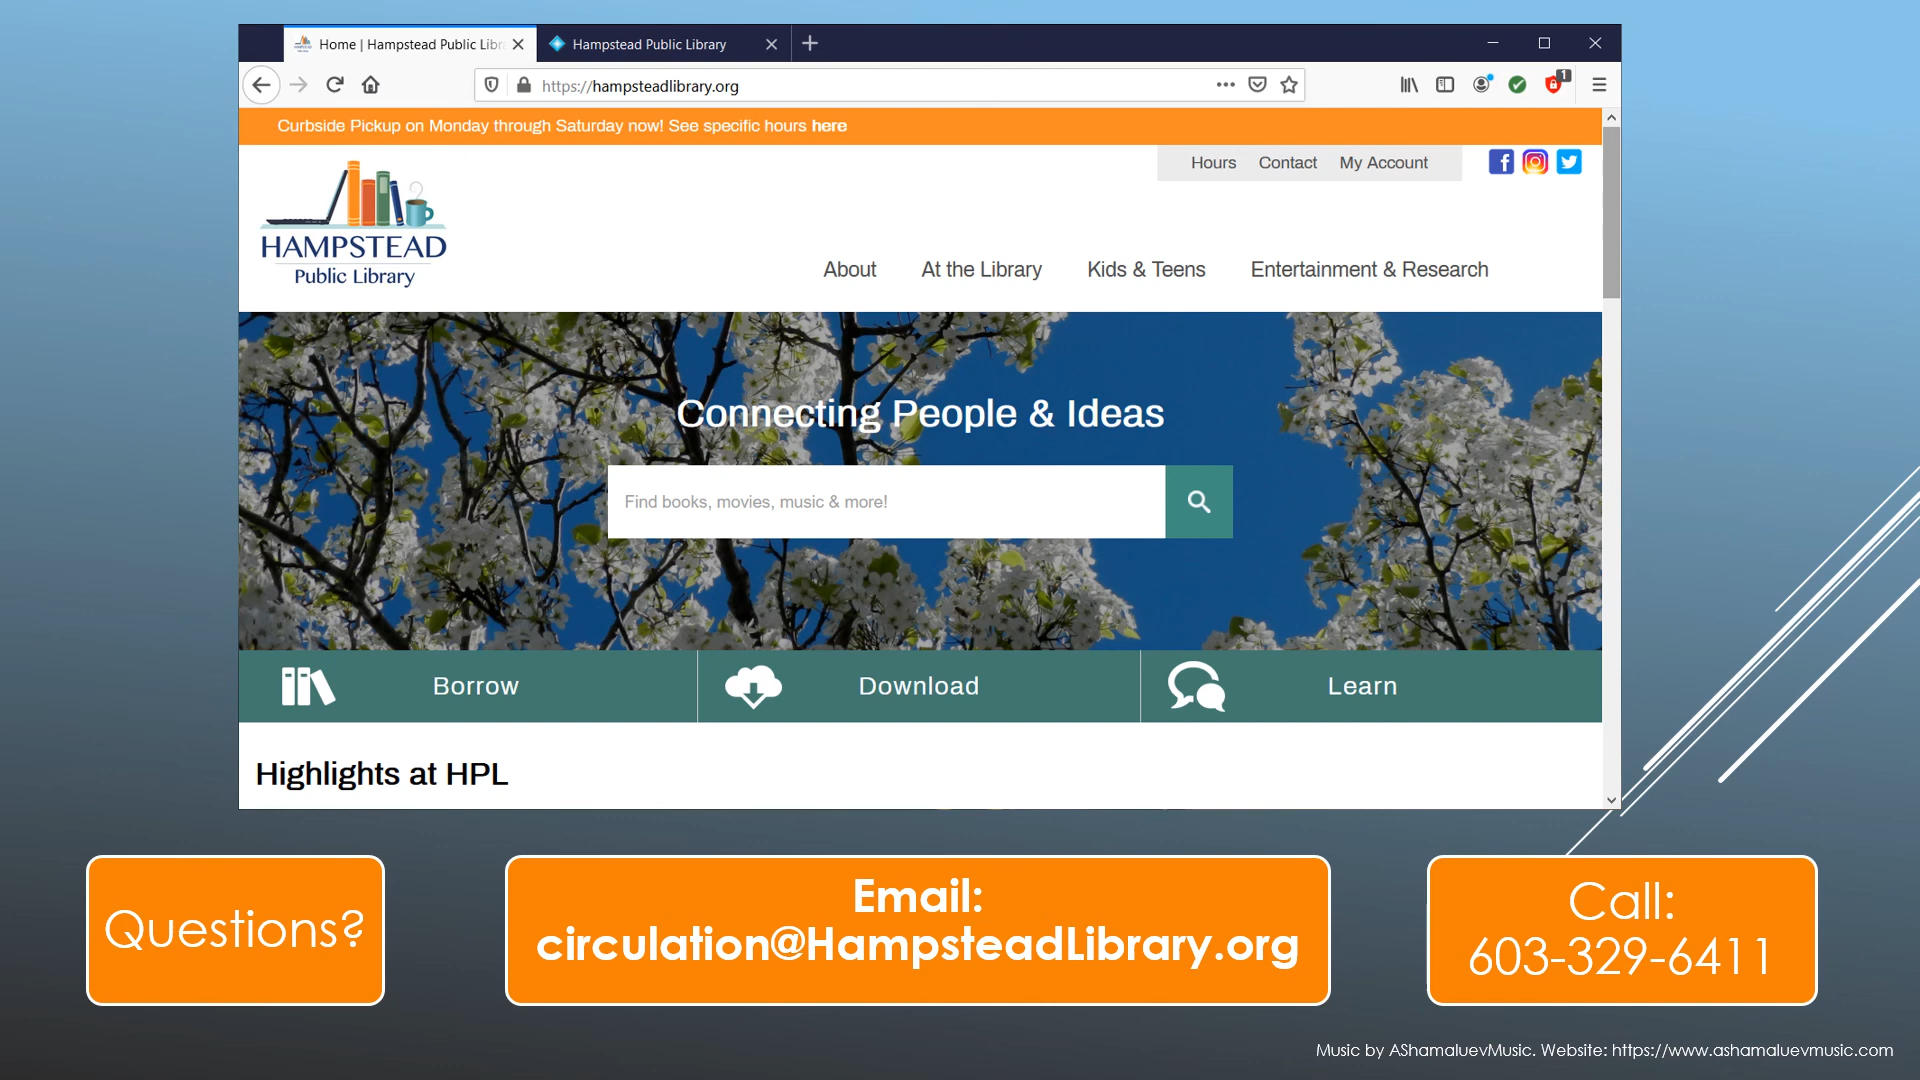 Home | Hampstead Public Libr
Hampstead Public Library
https://hampsteadlibrary.org
1
Curbside Pickup on Monday through Saturday now! See specific hours here
Hours Contact My Account
HAMPSTEAD
Public Library
About At the Library Kids & Teens Entertainment & Research
Connecting People & Ideas
Find books, movies, music & more!
Borrow Download Learn
Highlights at HPL
Questions?
Email:
circulation@HampsteadLibrary.org
Call:
603-329-6411
Music by AShamaluevMusic. Website: https://www.ashamaluevmusic.com